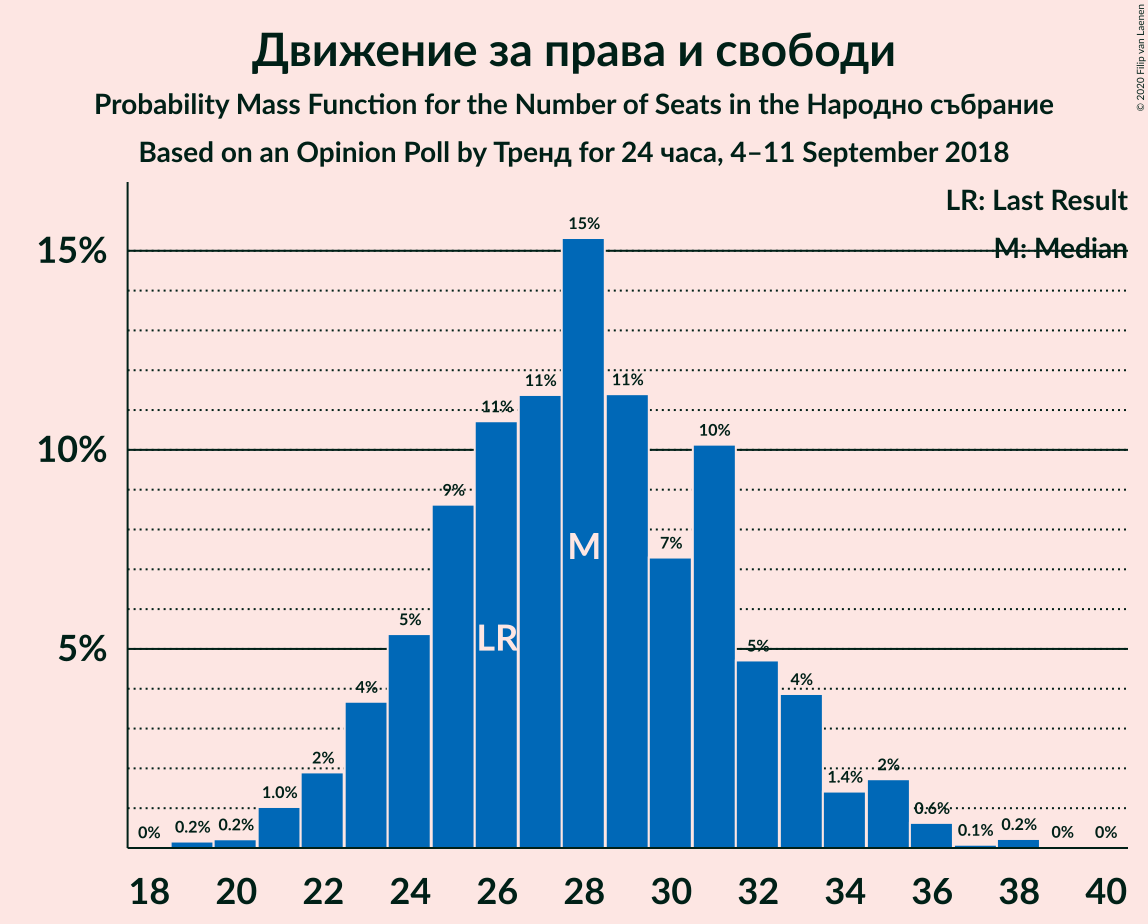 Движение за права и свободи
Probability Mass Function for the Number of Seats in the Народно събрание
Based on an Opinion Poll by Тренд for 24 часа, 4–11 September 2018
© 2020 Filip van Laenen
LR: Last Result
M: Median
15%
10%
5%
0%
0.2%
0.2%
1.0%
2%
4%
5%
9%
11%
11%
15%
11%
7%
10%
5%
4%
1.4%
2%
0.6%
0.1%
0.2%
0%
0%
LR
M
18 20 22 24 26 28 30 32 34 36 38 40